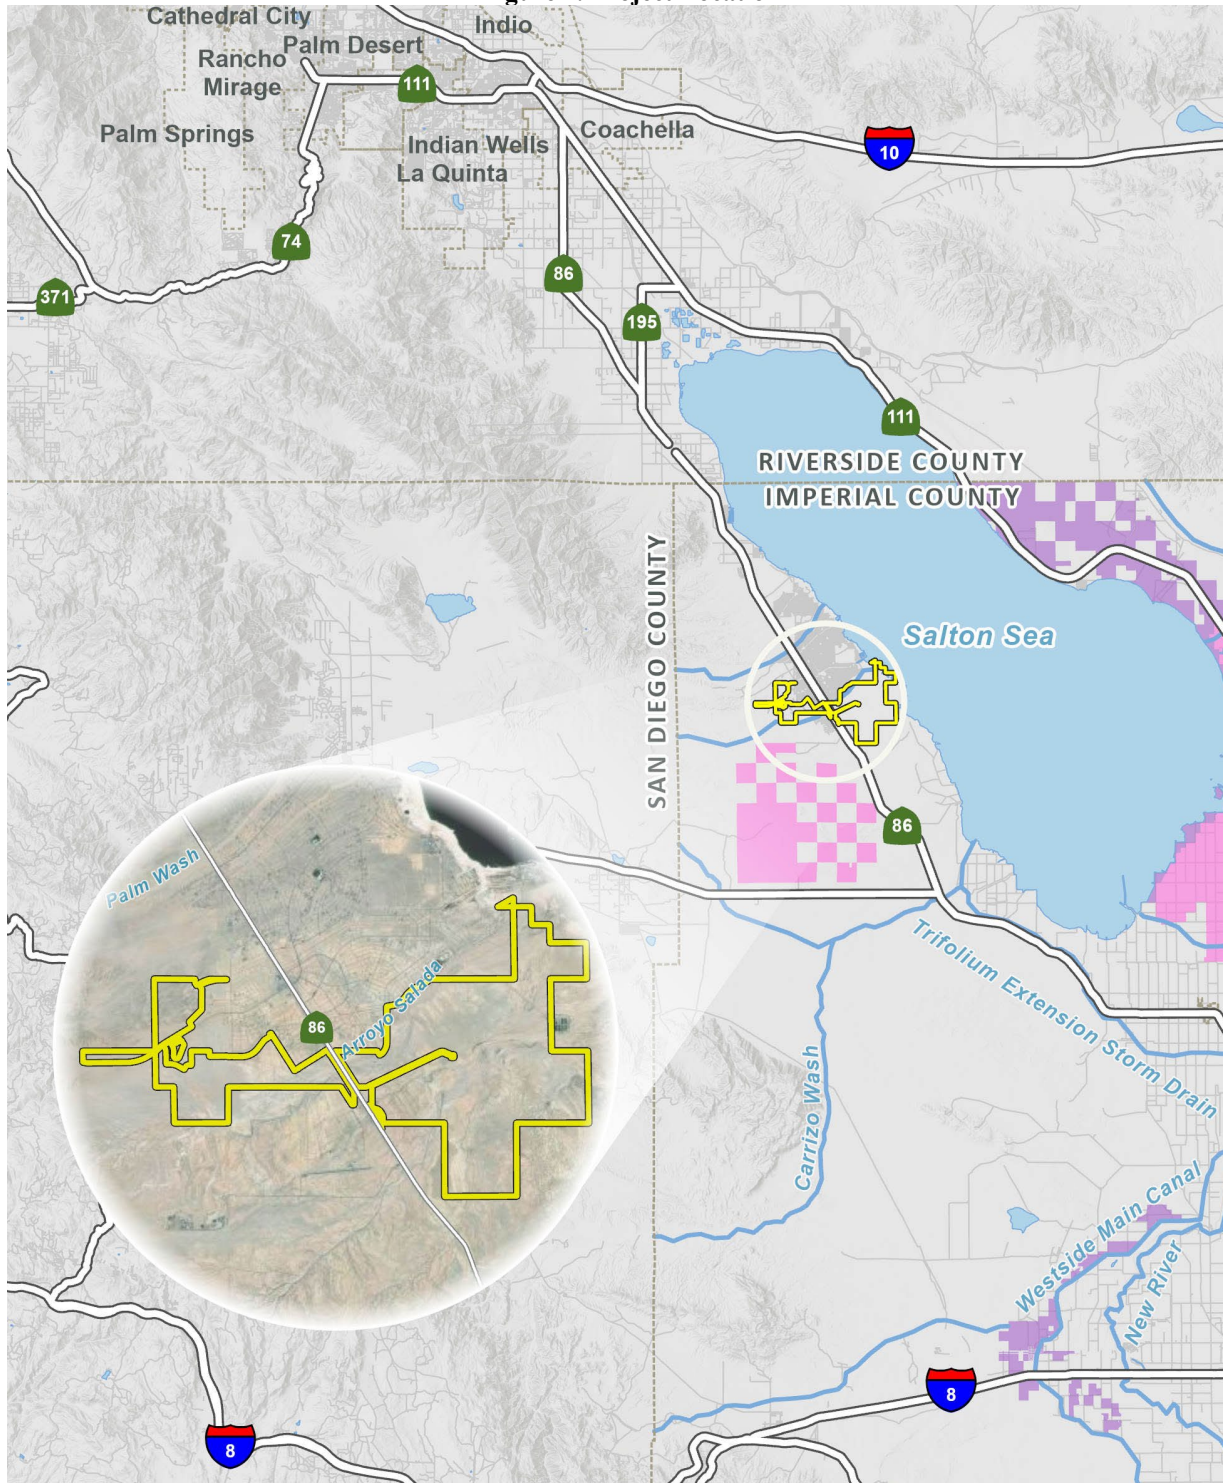 Cathedral City
Indio
Palm Desert
Rancho
Mirage
111
Palm Springs
Coachella
Indian Wells
La Quinta
10
74
86
371
195
111
RIVERSIDE COUNTY
IMPERIAL COUNTY
SAN DIEGO COUNTY
Salton Sea
86
Palm Wash
Arroyo Salada
86
Trifolium Extension Storm Drain
Carrizo Wash
Westside Main Canal
New River
8
8